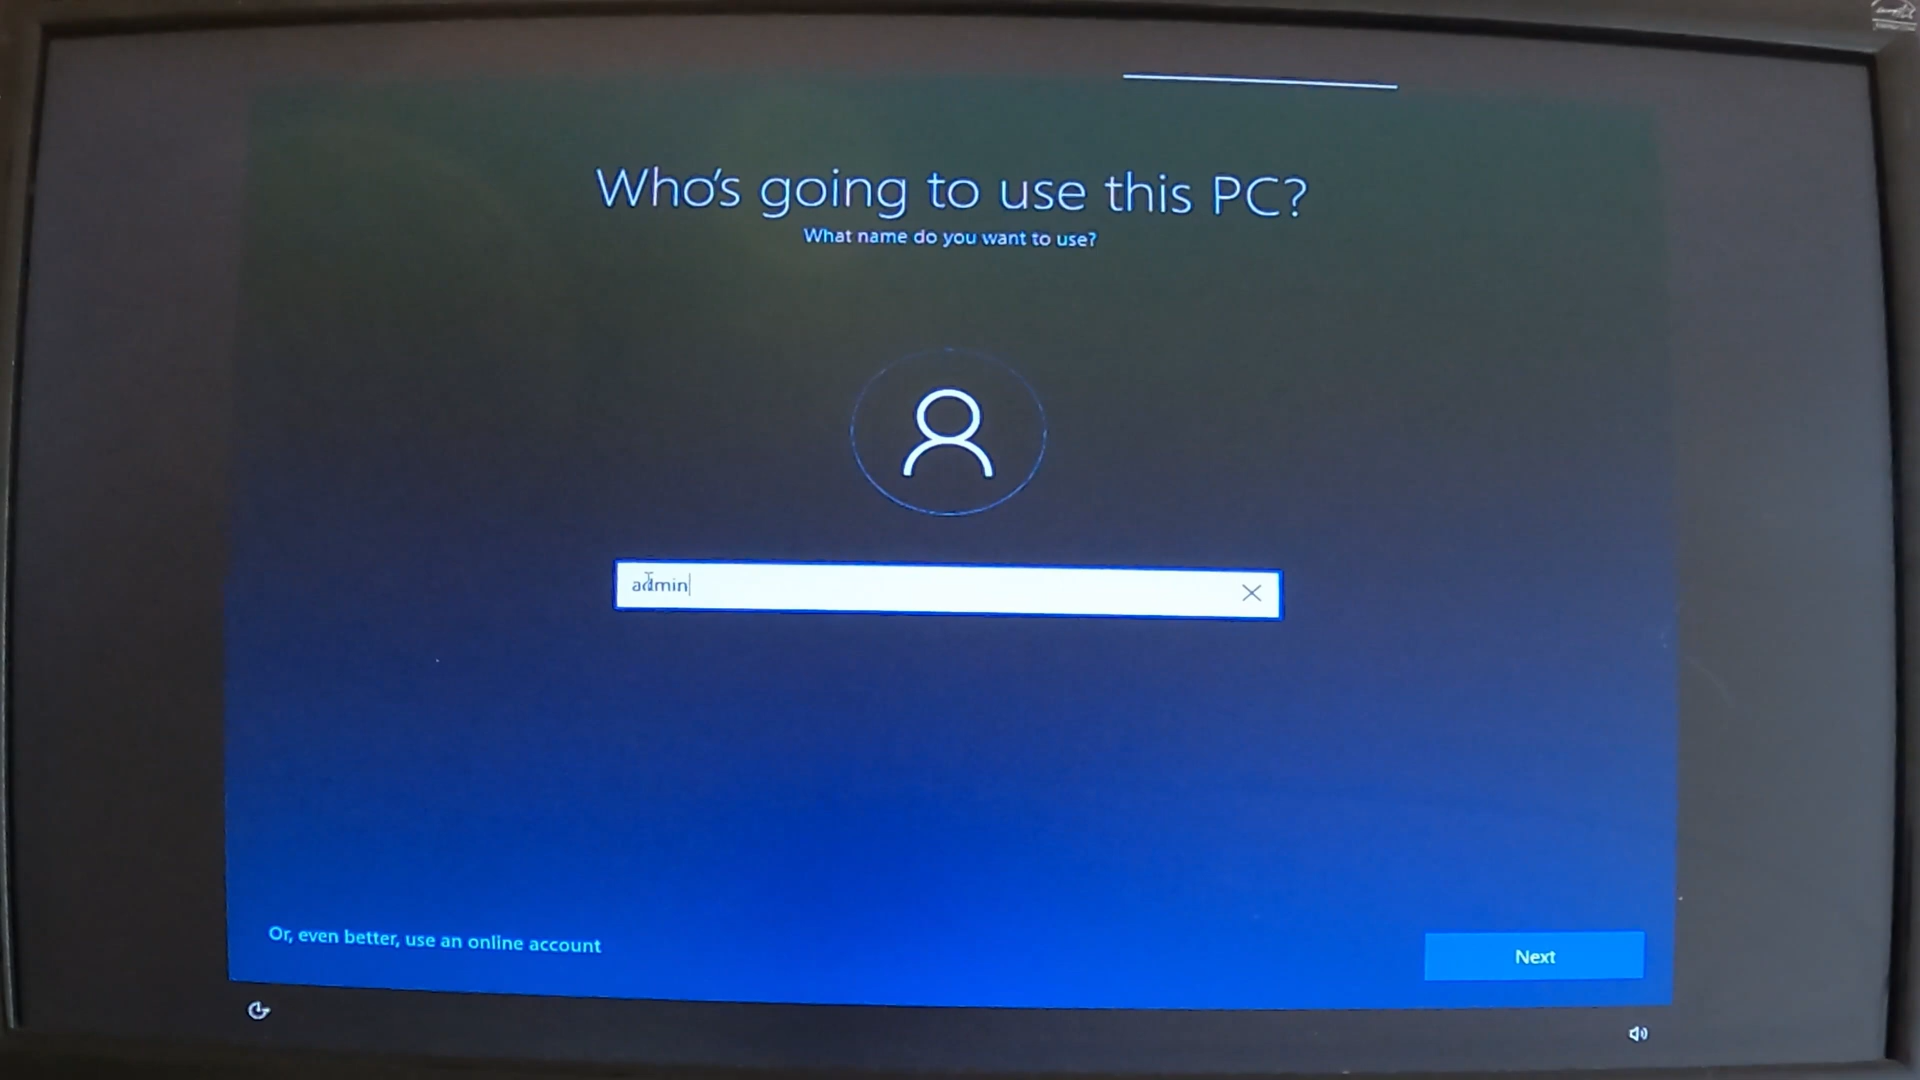 Who's going to use this PC?
What name do you want to use?
admin
Or, even better, use an online account
Next